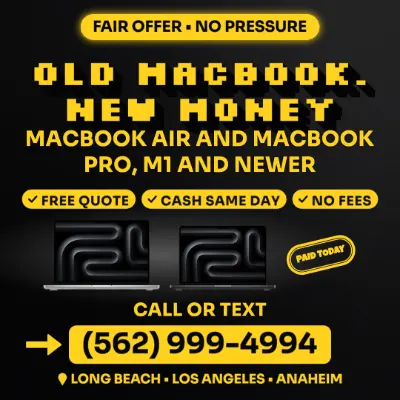 FAIR OFFER • NO PRESSURE
OLD MACBOOK.
NEW MONEY
MACBOOK AIR AND MACBOOK
PRO, M1 AND NEWER
✓ FREE QUOTE ✓ CASH SAME DAY ✓ NO FEES
PAID TODAY
CALL OR TEXT
(562) 999-4994
LONG BEACH • LOS ANGELES • ANAHEIM